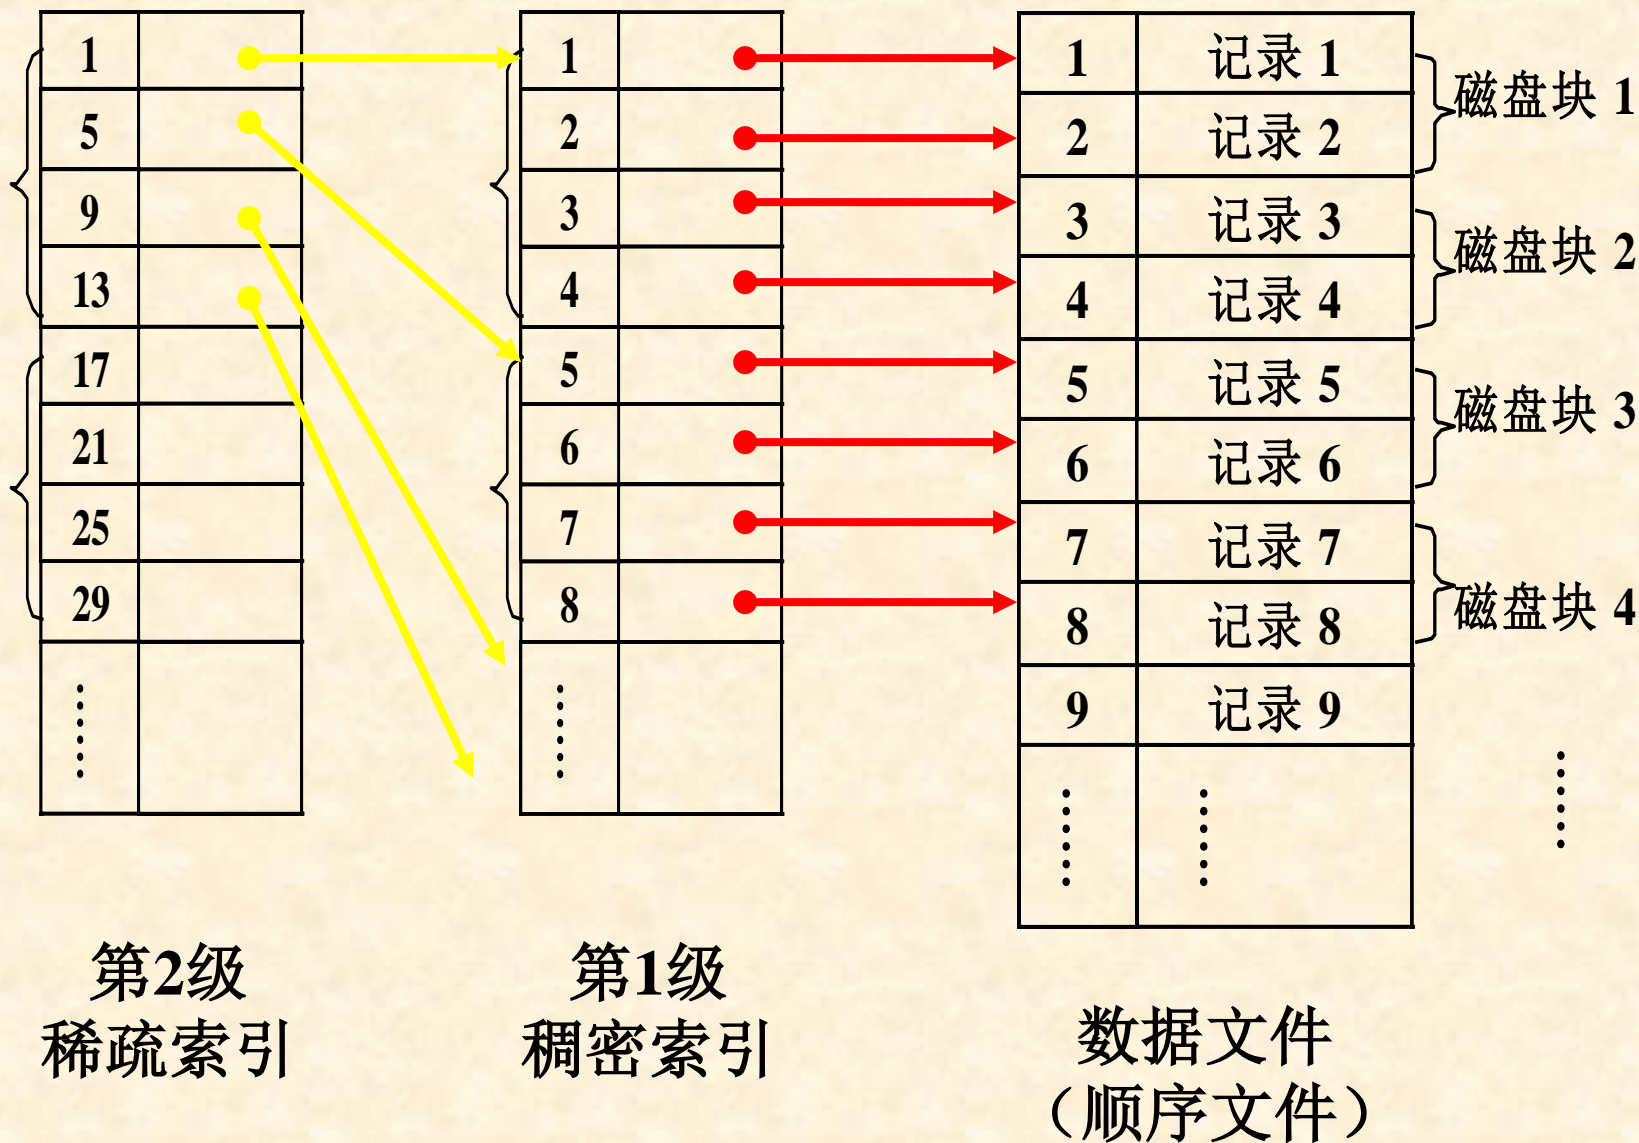 1
5
9
13
17
21
25
29
⋮
第2级
稀疏索引
1
2
3
4
5
6
7
8
⋮
第1级
稠密索引
1 记录 1
2 记录 2
3 记录 3
4 记录 4
5 记录 5
6 记录 6
7 记录 7
8 记录 8
9 记录 9
⋮ ⋮
数据文件
（顺序文件）
磁盘块 1
磁盘块 2
磁盘块 3
磁盘块 4
⋮